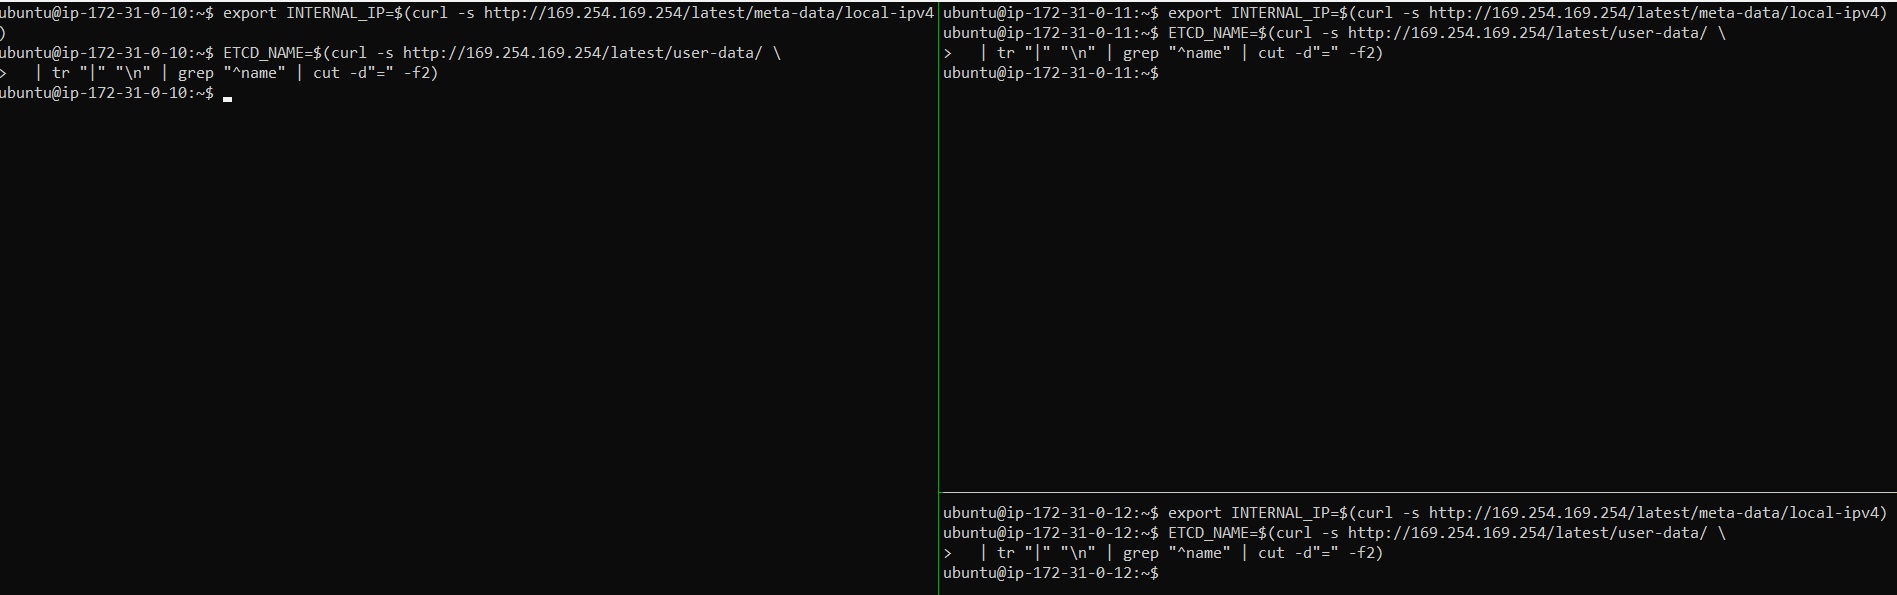 ubuntu@ip-172-31-0-10:~$ export INTERNAL_IP=$(curl -s http://169.254.169.254/latest/meta-data/local-ipv4
)
ubuntu@ip-172-31-0-10:~$ ETCD_NAME=$(curl -s http://169.254.169.254/latest/user-data/ \
>   | tr "|" "\n" | grep "^name" | cut -d"=" -f2)
ubuntu@ip-172-31-0-10:~$
ubuntu@ip-172-31-0-11:~$ export INTERNAL_IP=$(curl -s http://169.254.169.254/latest/meta-data/local-ipv4)
ubuntu@ip-172-31-0-11:~$ ETCD_NAME=$(curl -s http://169.254.169.254/latest/user-data/ \
>   | tr "|" "\n" | grep "^name" | cut -d"=" -f2)
ubuntu@ip-172-31-0-11:~$
ubuntu@ip-172-31-0-12:~$ export INTERNAL_IP=$(curl -s http://169.254.169.254/latest/meta-data/local-ipv4)
ubuntu@ip-172-31-0-12:~$ ETCD_NAME=$(curl -s http://169.254.169.254/latest/user-data/ \
>   | tr "|" "\n" | grep "^name" | cut -d"=" -f2)
ubuntu@ip-172-31-0-12:~$